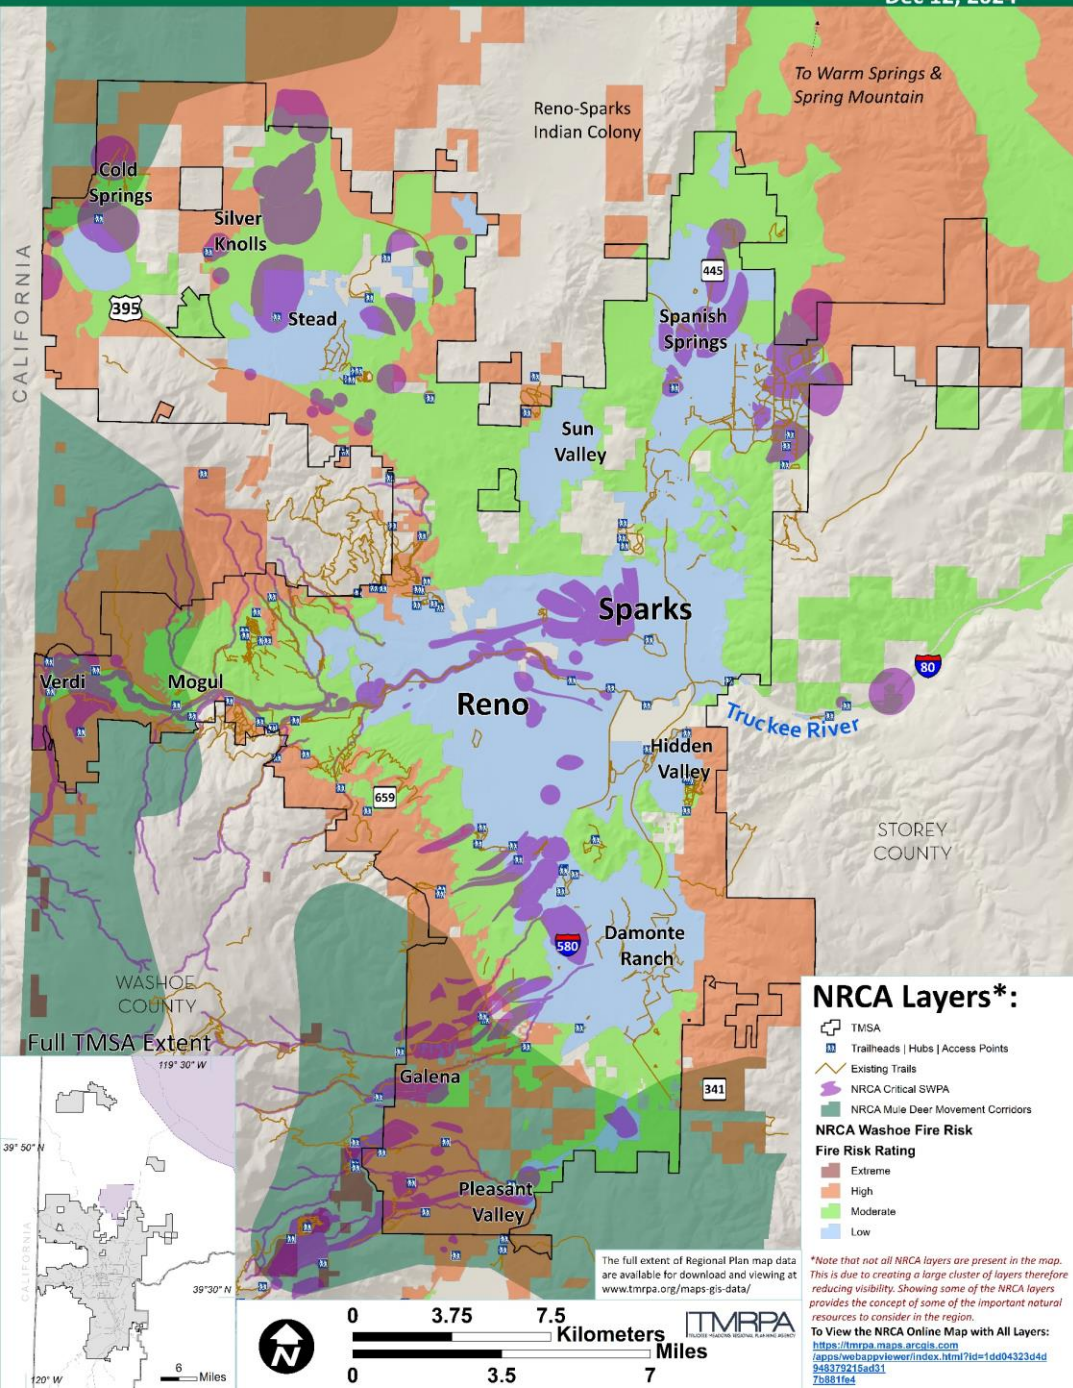 Dec 12, 2024
To Warm Springs &
Spring Mountain
Reno-Sparks
Indian Colony
Cold
Springs
Silver
Knolls
445
CALIFORNIA
395
Stead
Spanish
Springs
Sun
Valley
Sparks
80
Verdi
Mogul
Reno
Truckee River
Hidden
Valley
659
STOREY
COUNTY
580
Damonte
Ranch
WASHOE
COUNTY
Galena
341
Pleasant
Valley
Full TMSA Extent
119° 30" W
39° 50" N
CALIFORNIA
39°30" N
120° W
6
Miles
NRCA Layers*:
TMSA
Trailheads | Hubs | Access Points
Existing Trails
NRCA Critical SWPA
NRCA Mule Deer Movement Corridors
NRCA Washoe Fire Risk
Fire Risk Rating
Extreme
High
Moderate
Low
*Note that not all NRCA layers are present in the map.
This is due to creating a large cluster of layers therefore
reducing visibility. Showing some of the NRCA layers
provides the concept of some of the important natural
resources to consider in the region.
To View the NRCA Online Map with All Layers:
https://tmrpa.maps.arcgis.com
/apps/webappviewer/index.html?id=1dd04323d4d
948379215ad31
7b881fe4
The full extent of Regional Plan map data
are available for download and viewing at
www.tmrpa.org/maps-gis-data/
N
0 3.75 7.5
Kilometers
Miles
0 3.5 7
TMRPA
TRUCKEE MEADOWS REGIONAL PLANNING AGENCY